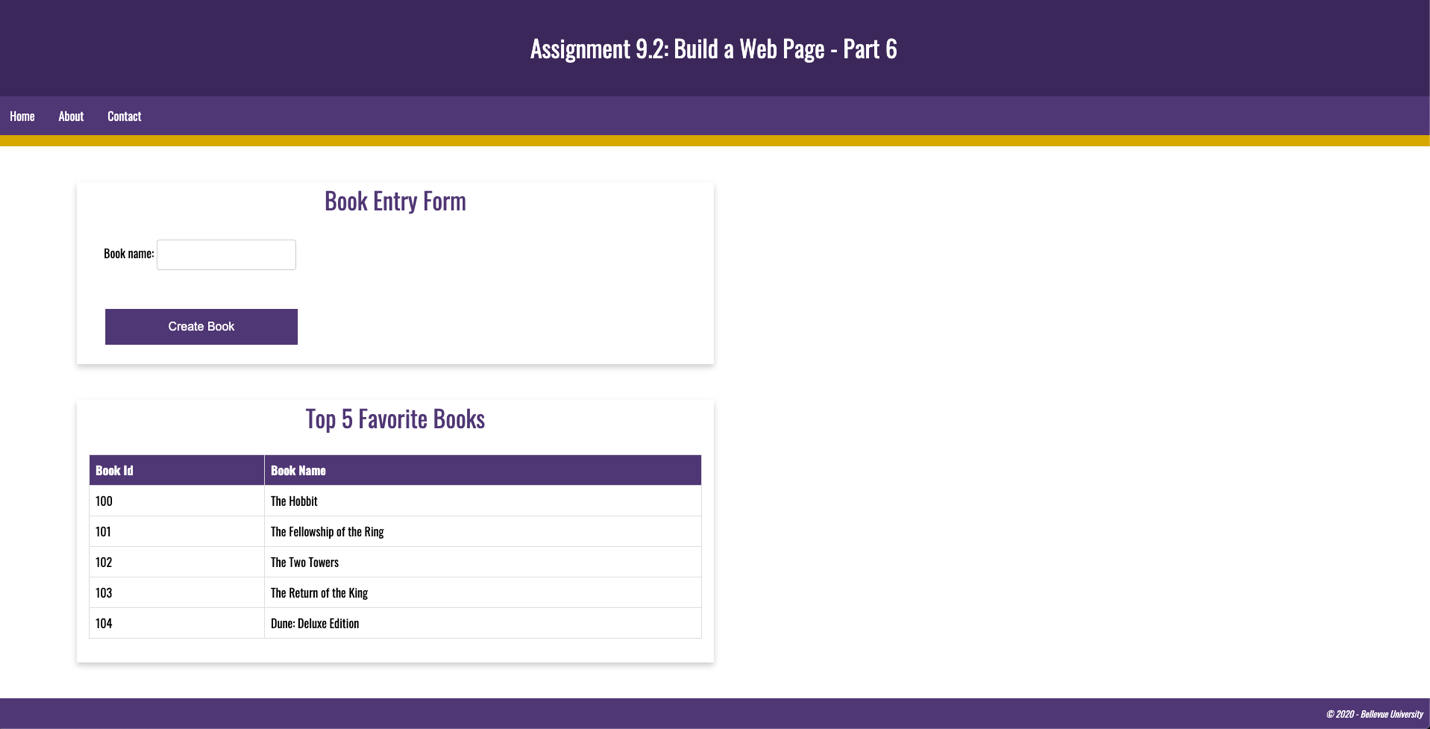 Assignment 9.2: Build a Web Page - Part 6
Home About Contact
Book Entry Form
Book name:
Create Book
Top 5 Favorite Books
Book Id Book Name
100 The Hobbit
101 The Fellowship of the Ring
102 The Two Towers
103 The Return of the King
104 Dune: Deluxe Edition
© 2020 - Bellevue University